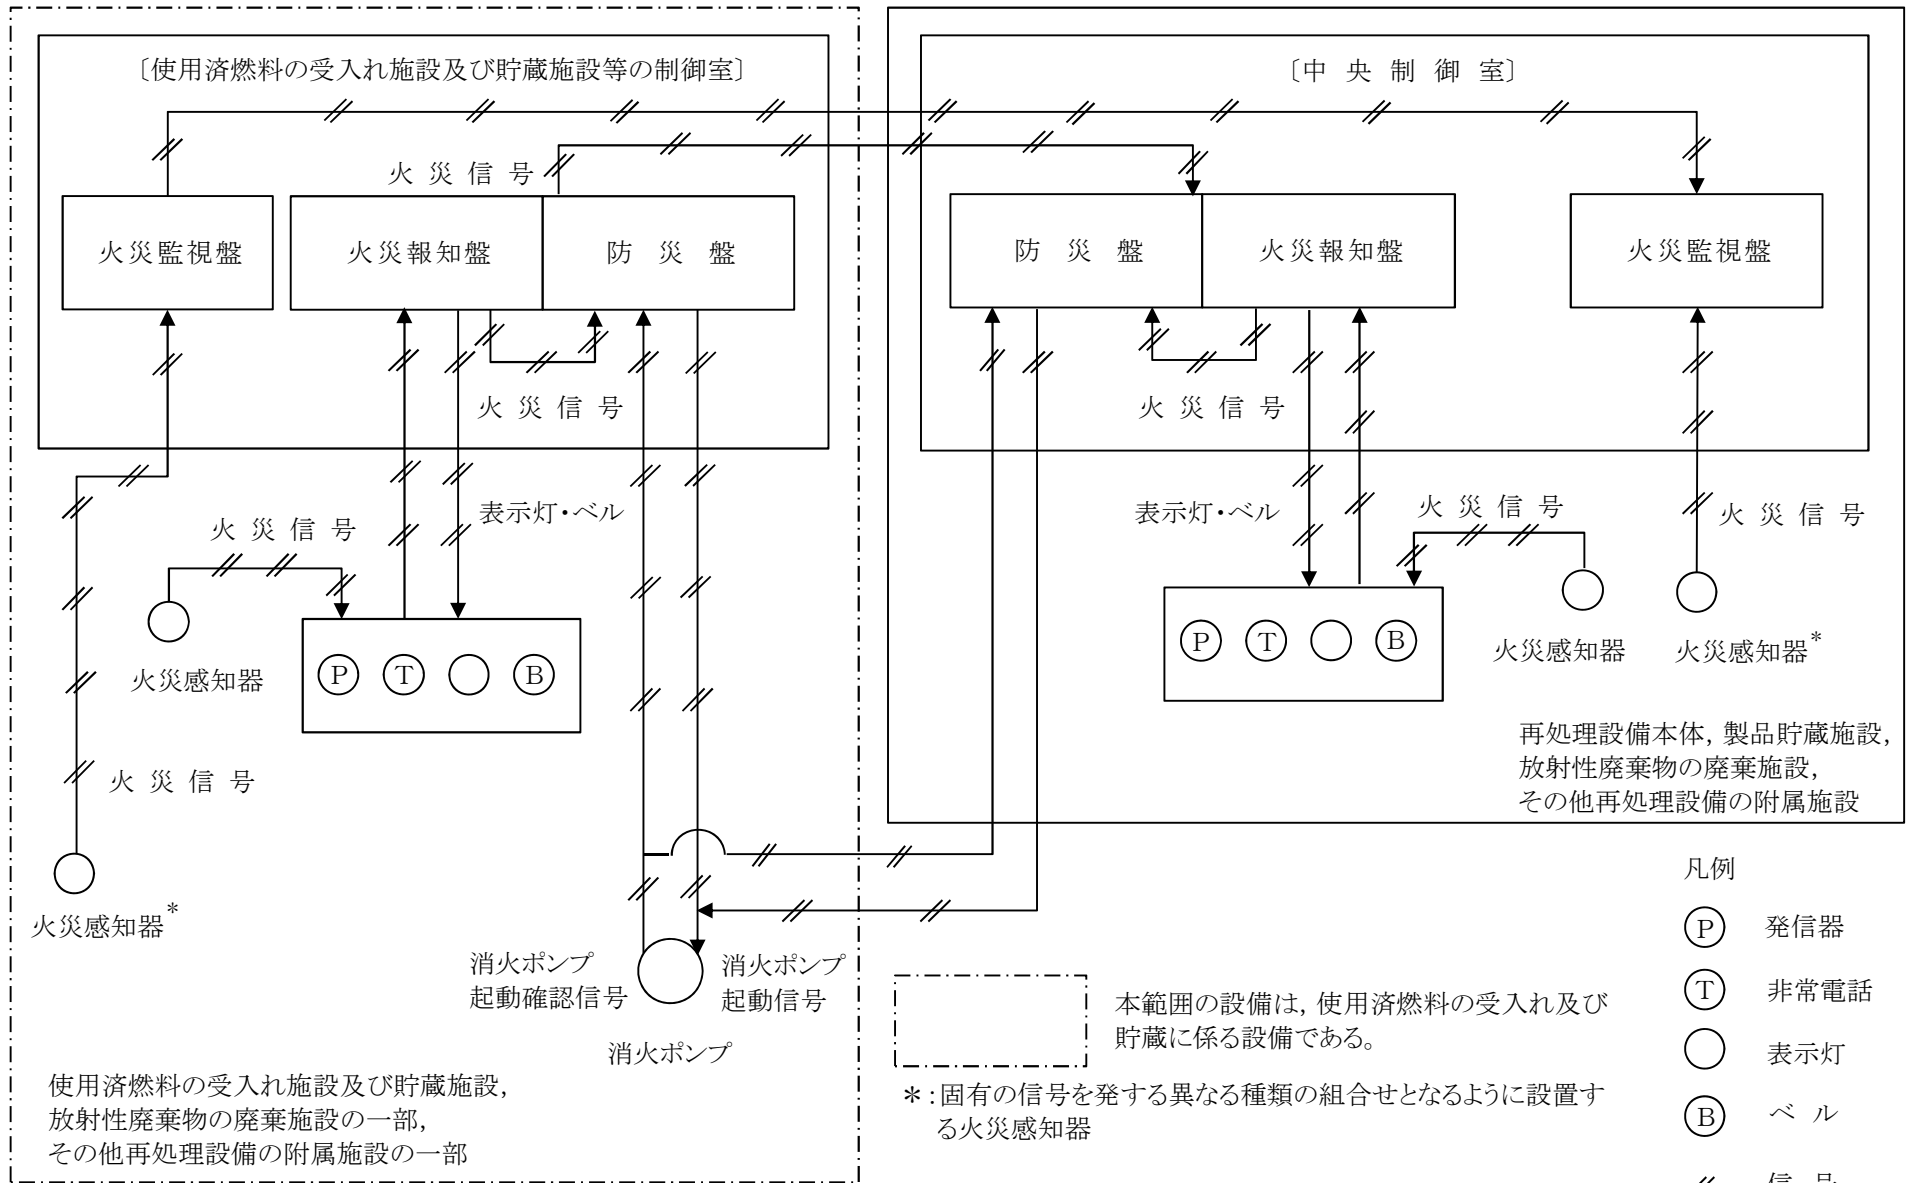 〔使用済燃料の受入れ施設及び貯蔵施設等の制御室〕
〔中 央 制 御 室〕
火 災 信 号
火災監視盤
火災報知盤
防 災 盤
防 災 盤
火災報知盤
火災監視盤
火 災 信 号
火 災 信 号
表示灯・ベル
火 災 信 号
表示灯・ベル
火 災 信 号
火 災 信 号
P
T
B
火災感知器
P
T
B
火災感知器
火災感知器*
火 災 信 号
火災感知器*
再処理設備本体, 製品貯蔵施設,
放射性廃棄物の廃棄施設,
その他再処理設備の附属施設
消火ポンプ
起動確認信号
消火ポンプ
起動信号
消火ポンプ
使用済燃料の受入れ施設及び貯蔵施設,
放射性廃棄物の廃棄施設の一部,
その他再処理設備の附属施設の一部
本範囲の設備は, 使用済燃料の受入れ及び
貯蔵に係る設備である。
*:固有の信号を発する異なる種類の組合せとなるように設置す
る火災感知器
凡例
P 発信器
T 非常電話
表示灯
B ベ ル
信 号